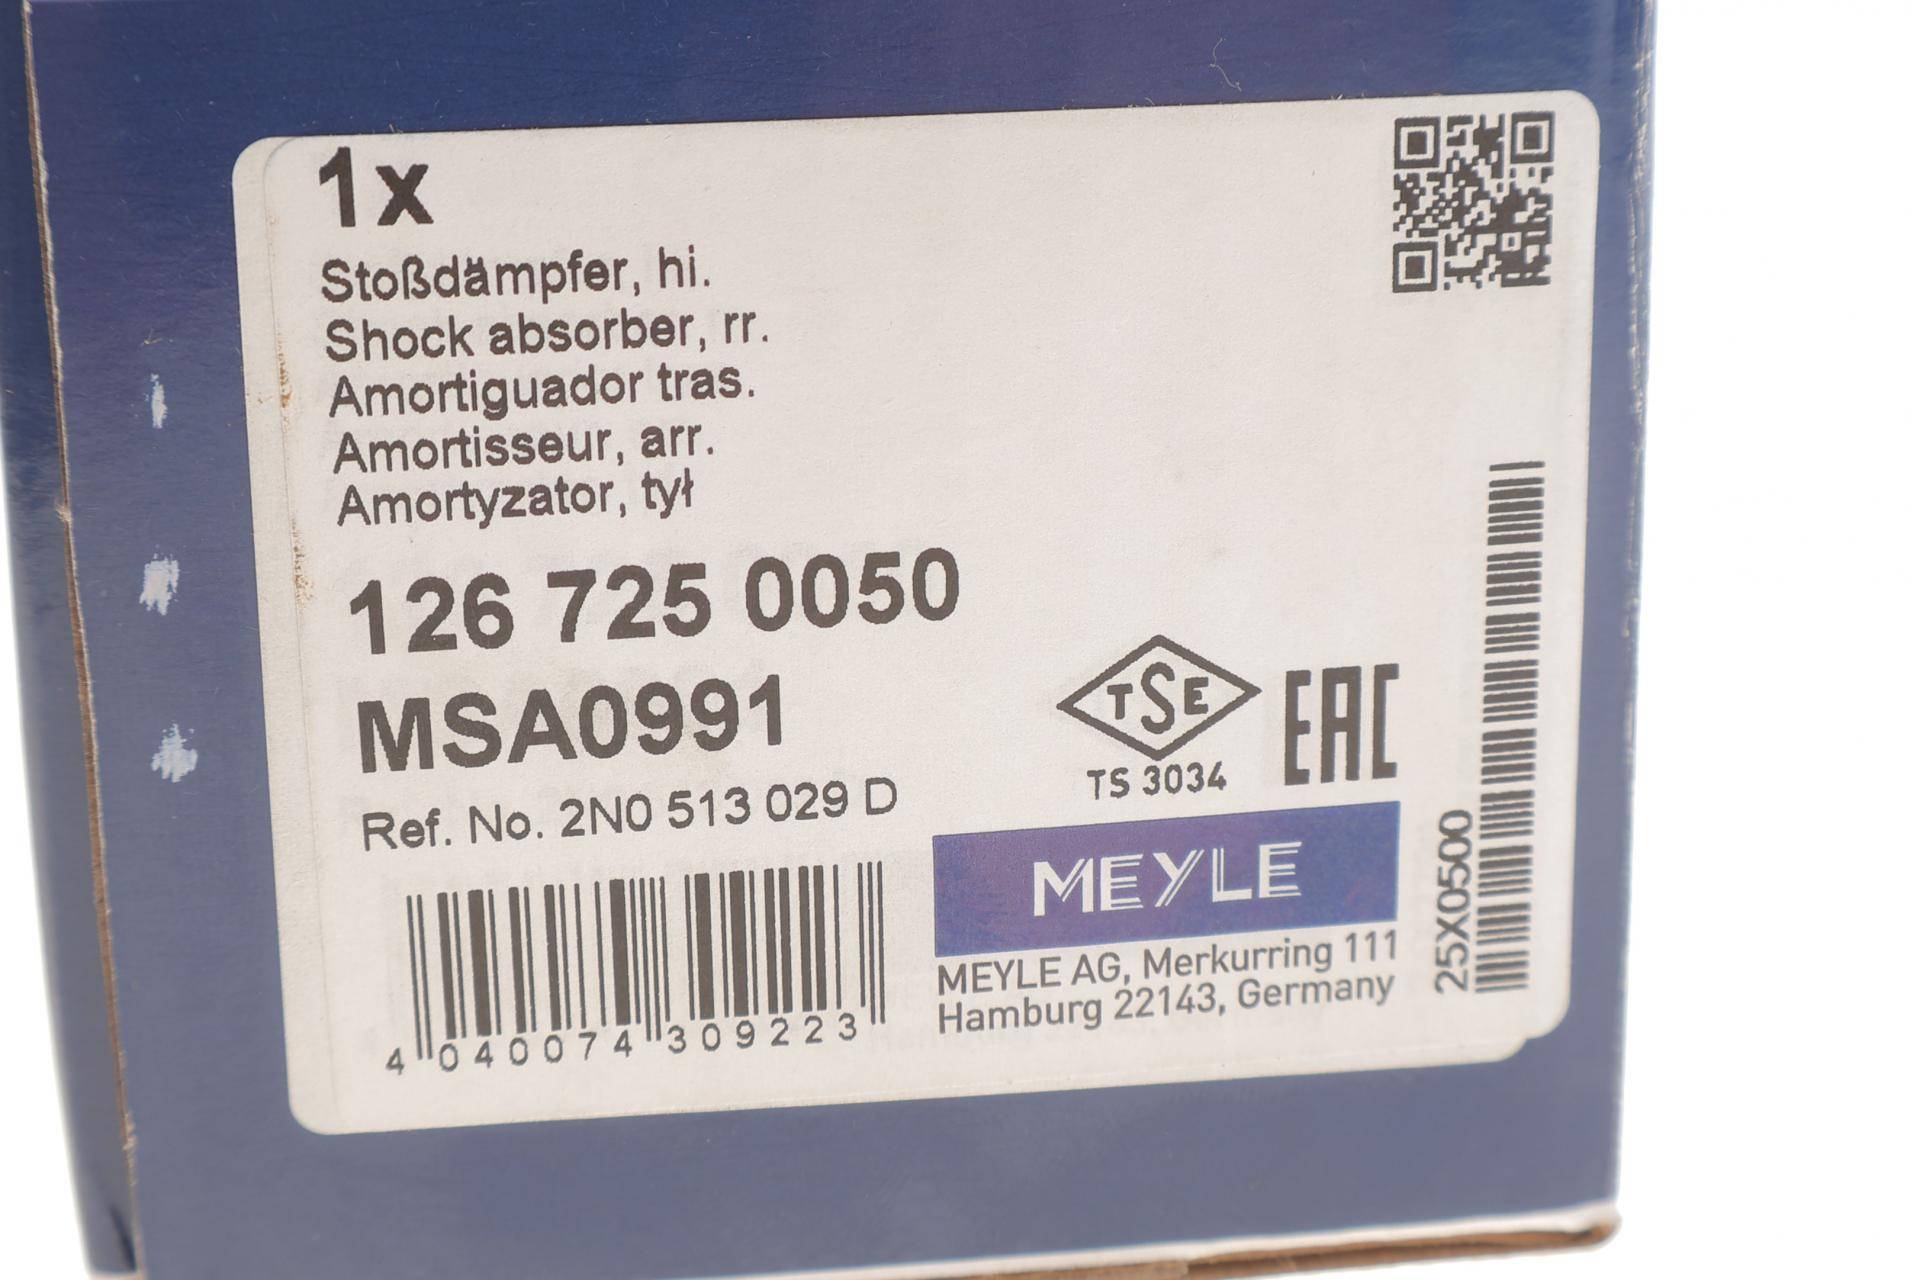 1x
Stoßdämpfer, hi.
Shock absorber, rr.
Amortiguador tras.
Amortisseur, arr.
Amortyzator, tył
126 725 0050
MSA0991
Ref. No. 2N0 513 029 D
4 040074 309223
TSE
TS 3034
EAC
MEYLE
MEYLE AG, Merkurring 111
Hamburg 22143, Germany
25X0500